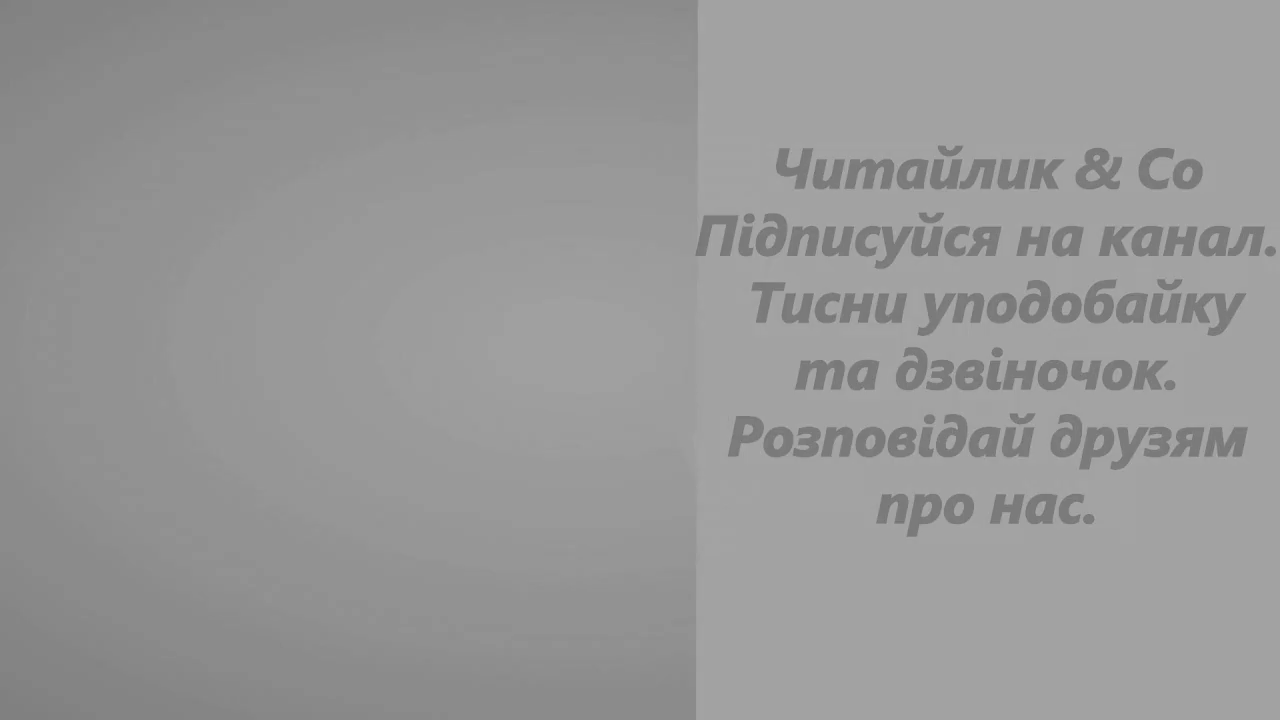 Читайлик & Co
Підписуйся на канал.
Тисни уподобайку
та дзвіночок.
Розповідай друзям
про нас.